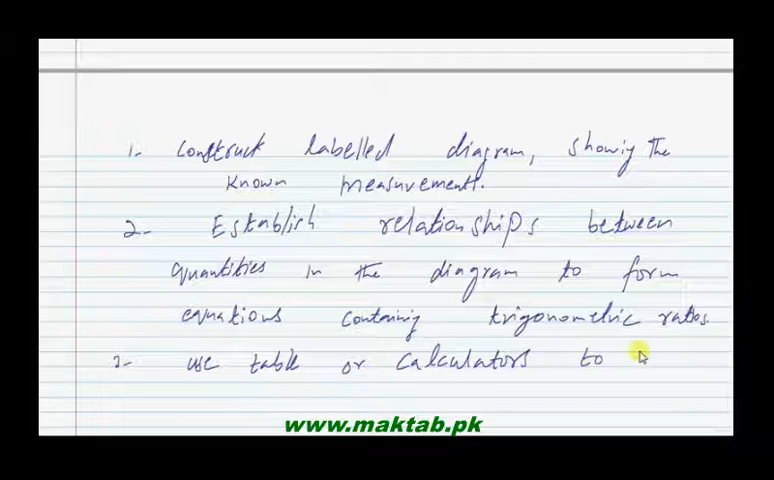 1- construct labelled diagram, showing the
known measurement.
2- Establish relationships between
quantities in the diagram to form
equations containing trigonometric ratios.
3- use table or calculators to
www.maktab.pk